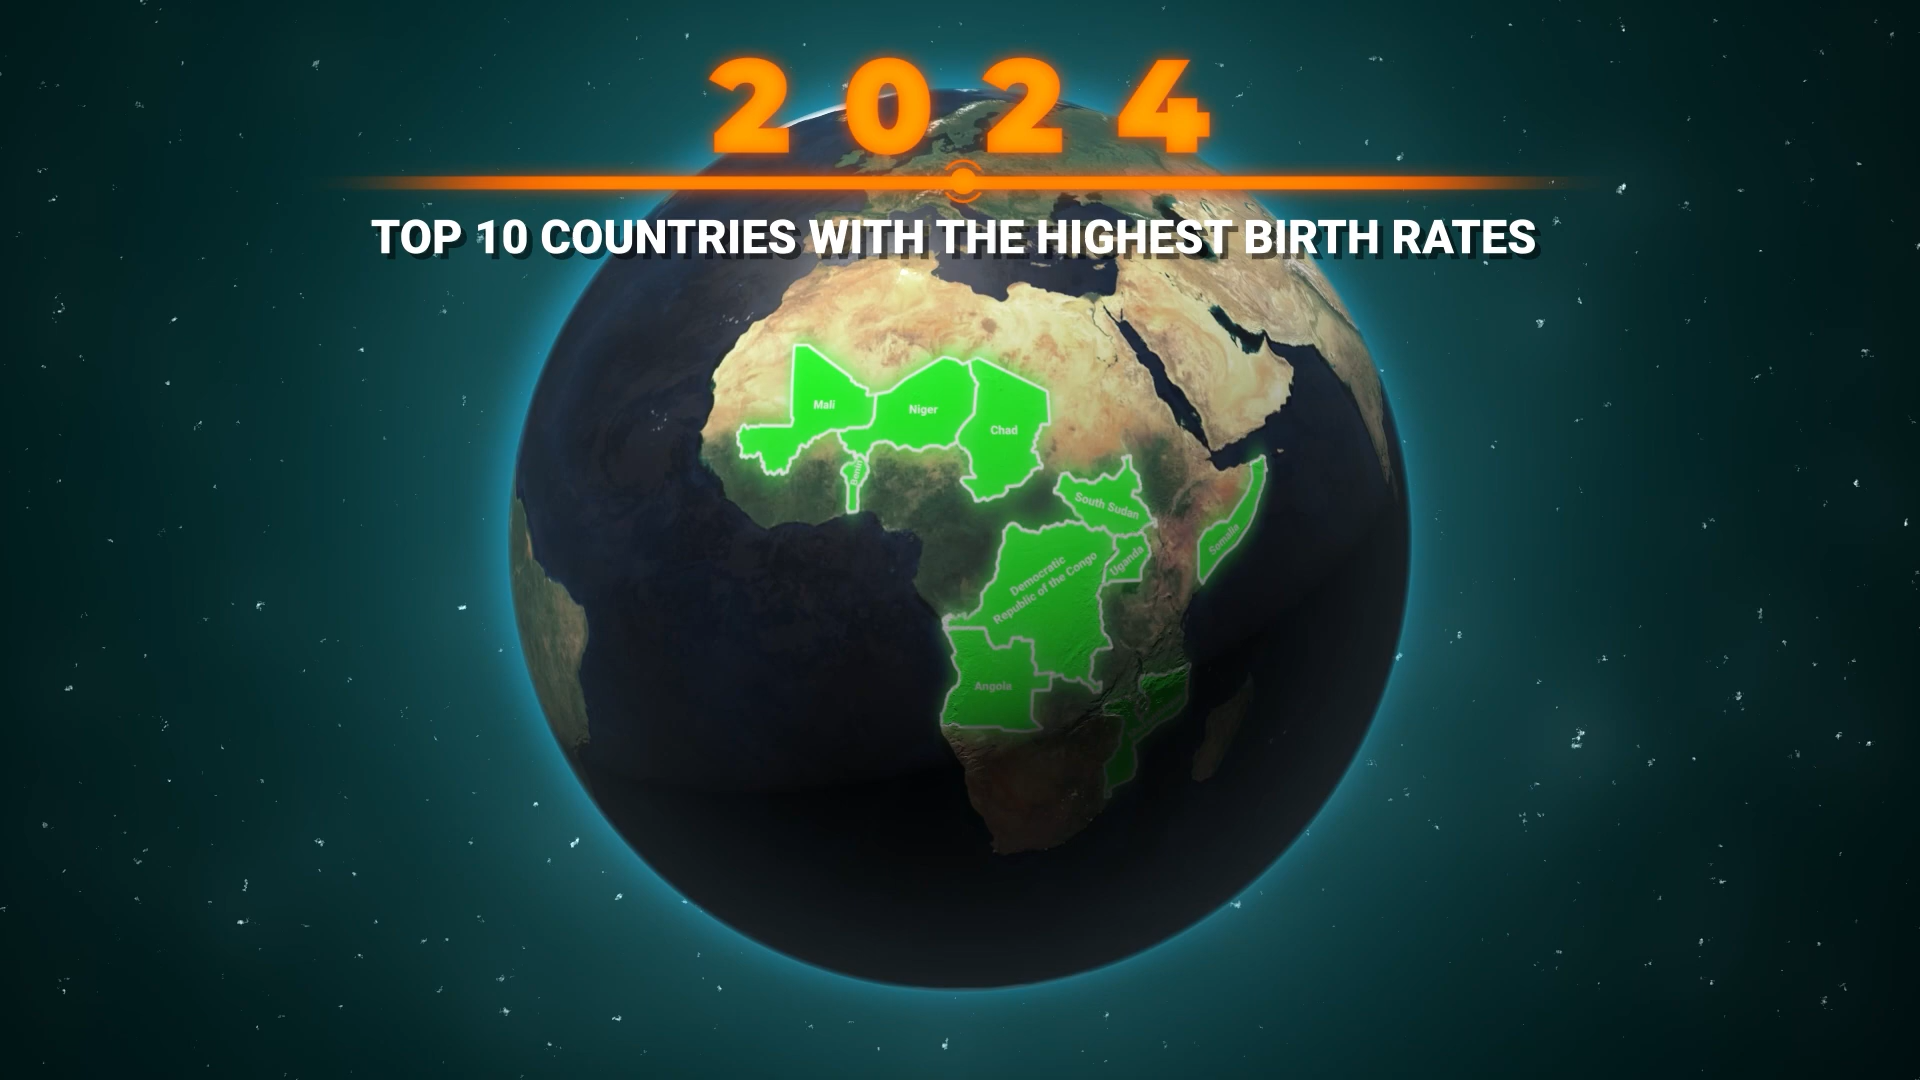 2024
TOP 10 COUNTRIES WITH THE HIGHEST BIRTH RATES
Mali
Niger
Chad
Benin
South Sudan
Somalia
Democratic
Republic of the Congo
Uganda
Angola